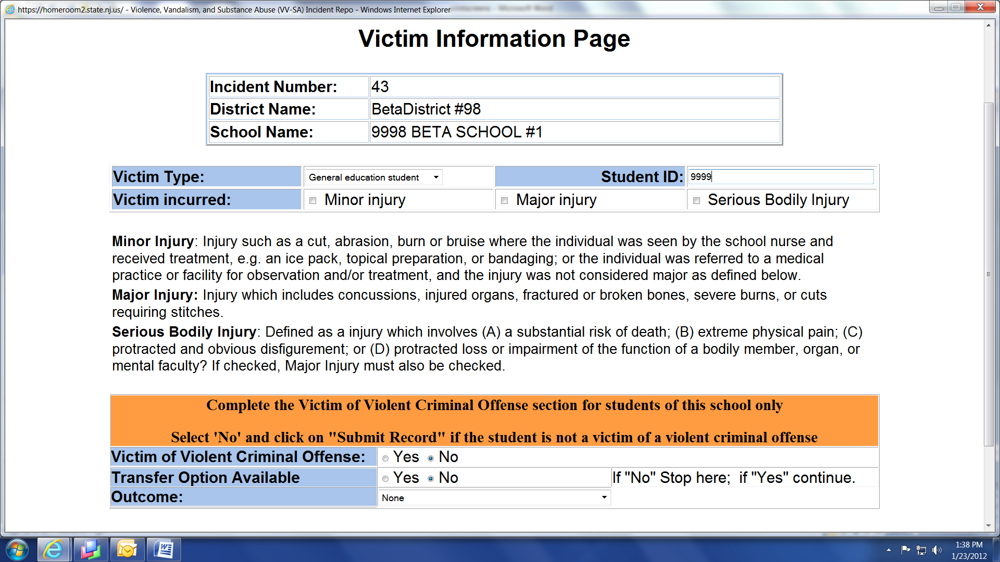 https://homeroom2.state.nj.us/ - Violence, Vandalism, and Substance Abuse (VV-SA) Incident Repo - Windows Internet Explorer
Victim Information Page
Incident Number: 43
District Name: BetaDistrict #98
School Name: 9998 BETA SCHOOL #1
Victim Type: General education student Student ID: 9999
Victim incurred: Minor injury Major injury Serious Bodily Injury
Minor Injury: Injury such as a cut, abrasion, burn or bruise where the individual was seen by the school nurse and
received treatment, e.g. an ice pack, topical preparation, or bandaging; or the individual was referred to a medical
practice or facility for observation and/or treatment, and the injury was not considered major as defined below.
Major Injury: Injury which includes concussions, injured organs, fractured or broken bones, severe burns, or cuts
requiring stitches.
Serious Bodily Injury: Defined as a injury which involves (A) a substantial risk of death; (B) extreme physical pain; (C)
protracted and obvious disfigurement; or (D) protracted loss or impairment of the function of a bodily member, organ, or
mental faculty? If checked, Major Injury must also be checked.
Complete the Victim of Violent Criminal Offense section for students of this school only
Select 'No' and click on "Submit Record" if the student is not a victim of a violent criminal offense
Victim of Violent Criminal Offense: Yes No
Transfer Option Available Yes No If "No" Stop here; if "Yes" continue.
Outcome: None
1:38 PM
1/23/2012